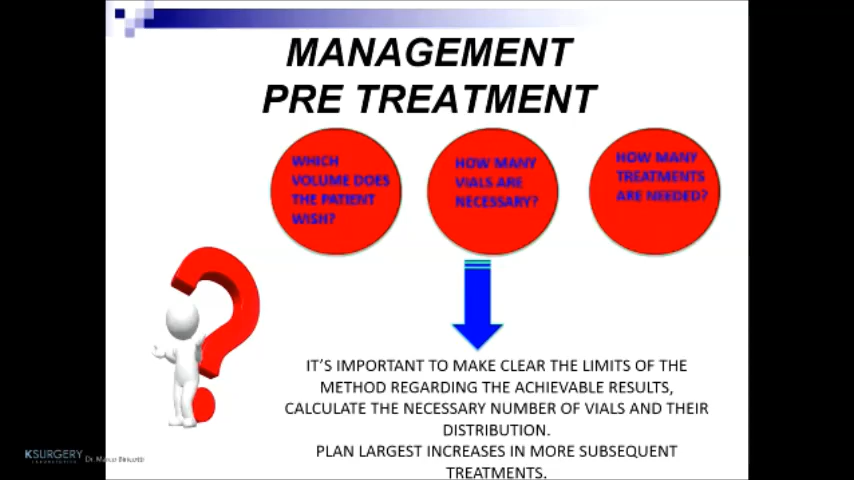 MANAGEMENT
PRE TREATMENT
WHICH
VOLUME DOES
THE PATIENT
WISH?
HOW MANY
VIALS ARE
NECESSARY?
HOW MANY
TREATMENTS
ARE NEEDED?
IT'S IMPORTANT TO MAKE CLEAR THE LIMITS OF THE
METHOD REGARDING THE ACHIEVABLE RESULTS,
CALCULATE THE NECESSARY NUMBER OF VIALS AND THEIR
DISTRIBUTION.
PLAN LARGEST INCREASES IN MORE SUBSEQUENT
TREATMENTS.
KSURGERY